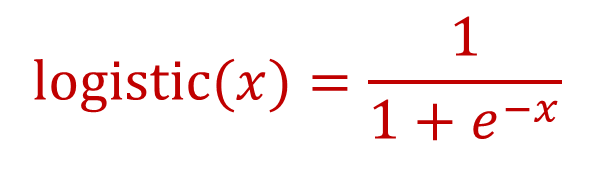 logistic(x) = 1 / (1 + e^{-x})